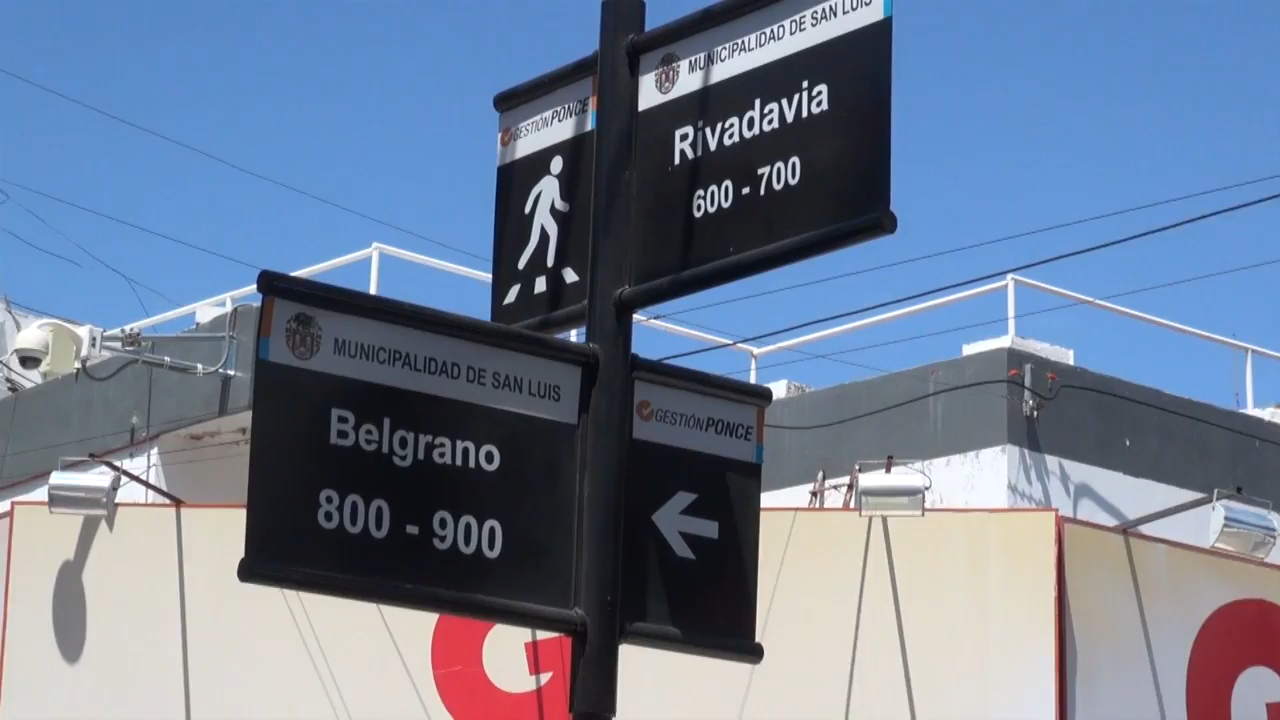 MUNICIPALIDAD DE SAN LUIS
Rivadavia
600 - 700
GESTIÓN PONCE
MUNICIPALIDAD DE SAN LUIS
Belgrano
800 - 900
GESTIÓN PONCE
G
G